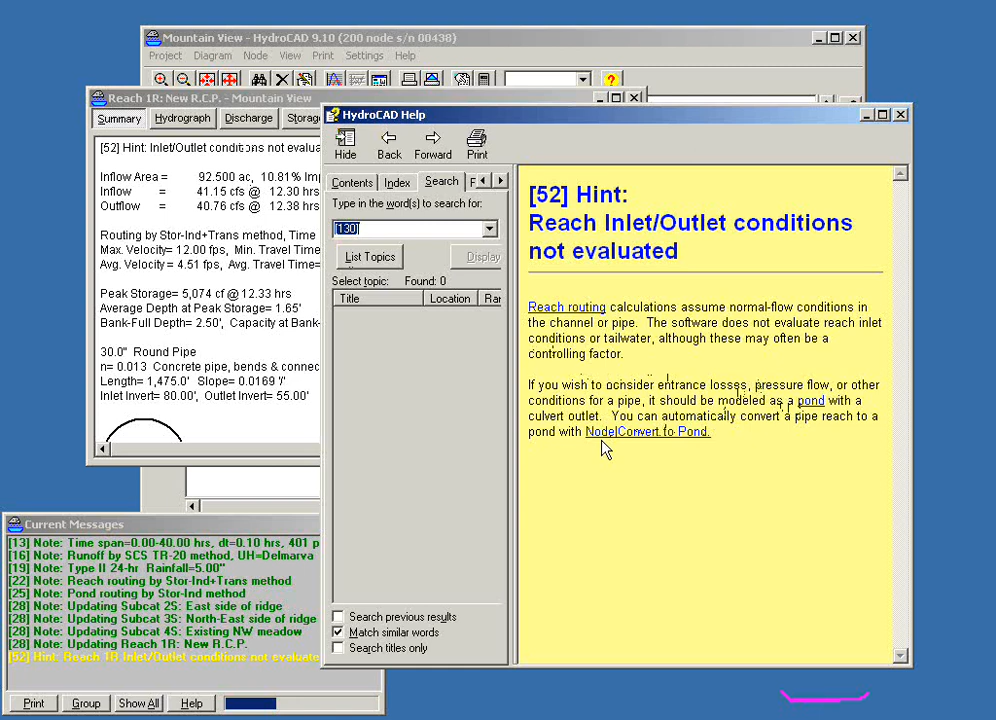 Mountain View - HydroCAD 9.10 (200 node s/n 00438)
Project Diagram Node View Print Settings Help
Reach 1R: New R.C.P. - Mountain View
Summary Hydrograph Discharge Storag
[52] Hint: Inlet/Outlet conditions not evalua
Inflow Area = 92.500 ac, 10.81% Imp
Inflow = 41.15 cfs @ 12.30 hrs
Outflow = 40.76 cfs @ 12.38 hrs
Routing by Stor-Ind+Trans method, Time
Max. Velocity= 12.00 fps, Min. Travel Time
Avg. Velocity = 4.51 fps, Avg. Travel Time=
Peak Storage= 5,074 cf @ 12.33 hrs
Average Depth at Peak Storage= 1.65'
Bank-Full Depth= 2.50', Capacity at Bank-
30.0" Round Pipe
n= 0.013 Concrete pipe, bends & connec
Length= 1,475.0' Slope= 0.0169 '/'
Inlet Invert= 80.00', Outlet Invert= 55.00'
HydroCAD Help
Hide Back Forward Print
Contents Index Search F
Type in the word(s) to search for:
[130]
List Topics Display
Select topic: Found: 0
Title Location Ran
Search previous results
Match similar words
Search titles only
[52] Hint:
Reach Inlet/Outlet conditions
not evaluated
Reach routing calculations assume normal-flow conditions in
the channel or pipe. The software does not evaluate reach inlet
conditions or tailwater, although these may often be a
controlling factor.
If you wish to consider entrance losses, pressure flow, or other
conditions for a pipe, it should be modeled as a pond with a
culvert outlet. You can automatically convert a pipe reach to a
pond with Node|Convert to Pond.
Current Messages
[13] Note: Time span=0.00-40.00 hrs, dt=0.10 hrs, 401 p
[16] Note: Runoff by SCS TR-20 method, UH=Delmarva
[19] Note: Type II 24-hr Rainfall=5.00"
[22] Note: Reach routing by Stor-Ind+Trans method
[25] Note: Pond routing by Stor-Ind method
[28] Note: Updating Subcat 2S: East side of ridge
[28] Note: Updating Subcat 3S: North-East side of ridge
[28] Note: Updating Subcat 4S: Existing NW meadow
[28] Note: Updating Reach 1R: New R.C.P.
[52] Hint: Reach 1R Inlet/Outlet conditions not evaluate
Print Group Show All Help